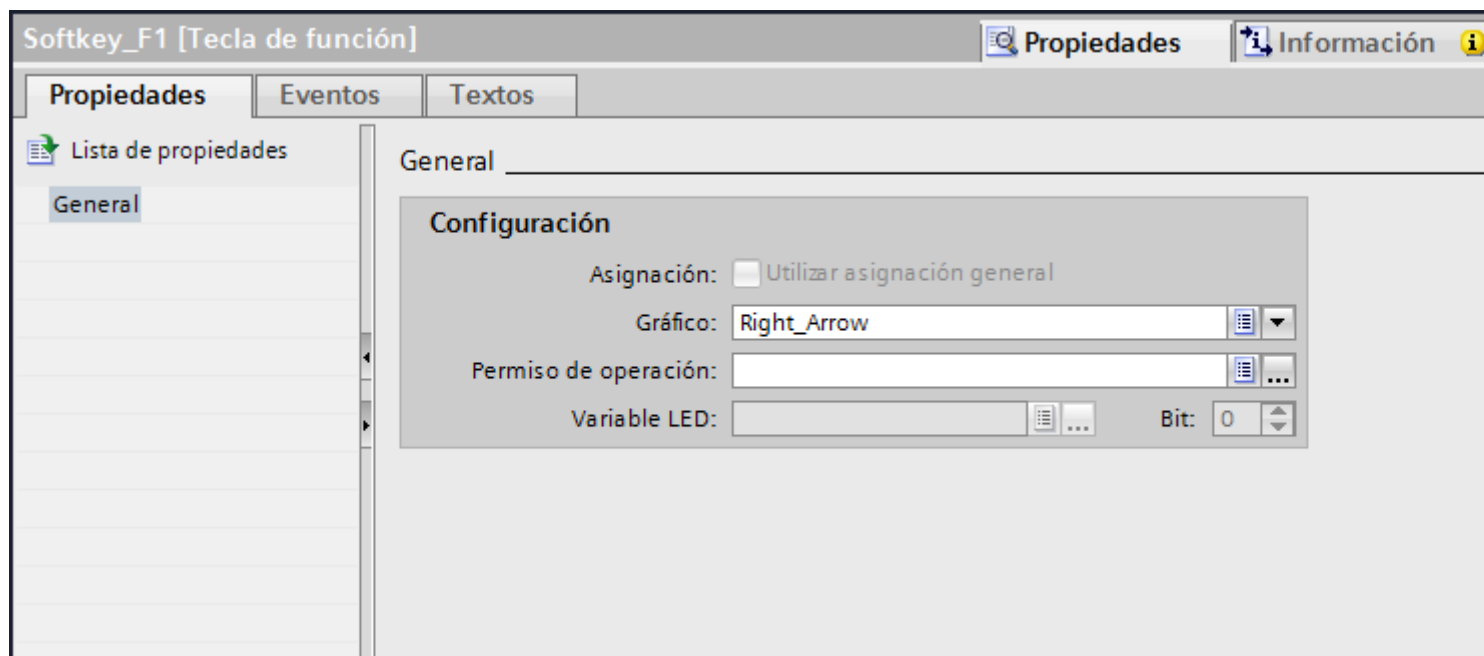 Softkey_F1 [Tecla de función]
Propiedades
Información
Propiedades
Eventos
Textos
Lista de propiedades
General
General
Configuración
Asignación: Utilizar asignación general
Gráfico: Right_Arrow
Permiso de operación: ...
Variable LED: ... Bit: 0